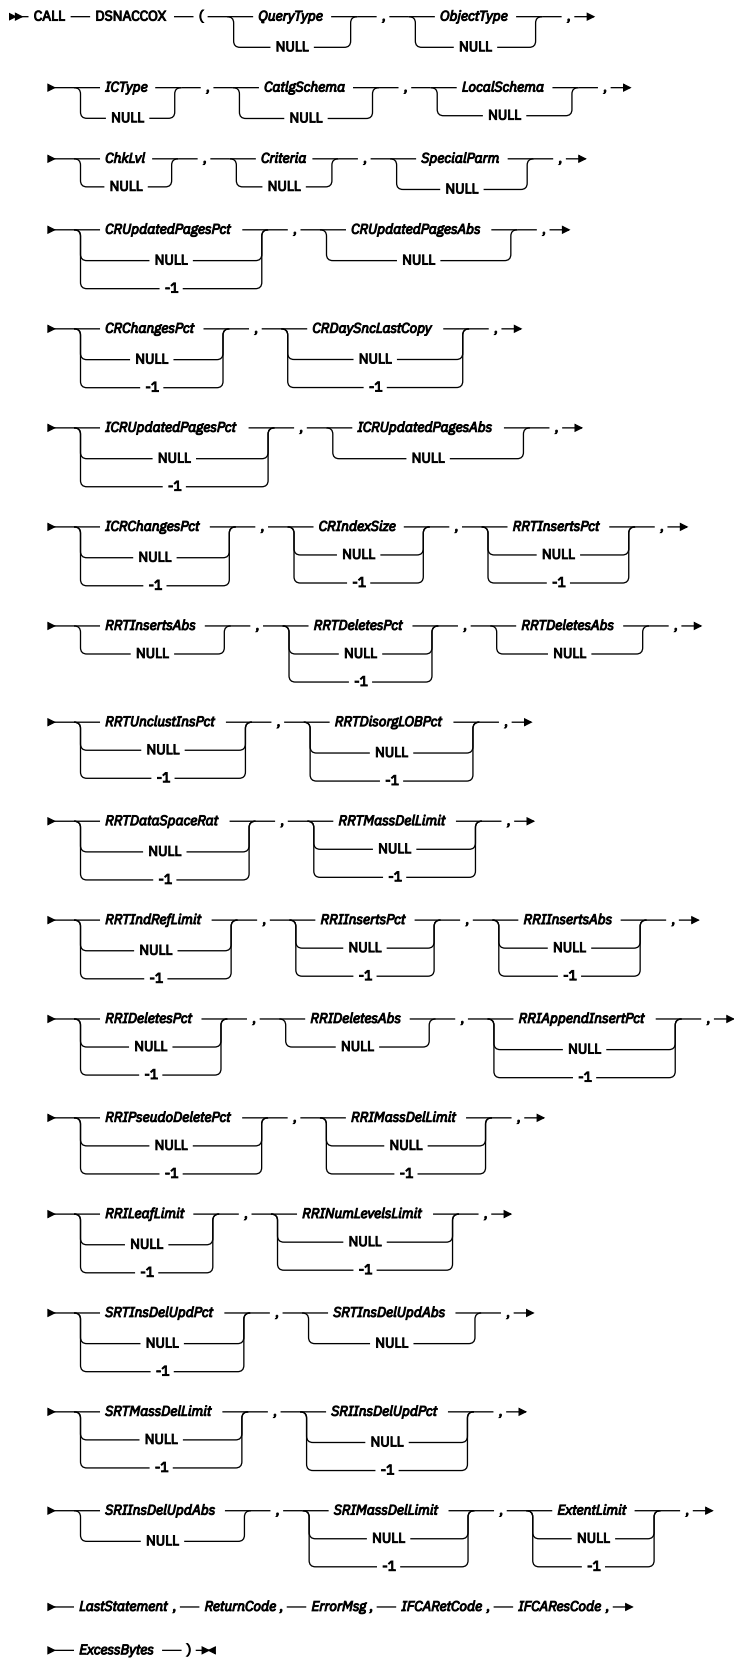 CALL DSNACCOX ( QueryType , ObjectType ,
NULL NULL
ICType , CatlgSchema , LocalSchema ,
NULL NULL NULL
ChkLvl , Criteria , SpecialParm ,
NULL NULL NULL
CRUpdatedPagesPct , CRUpdatedPagesAbs ,
NULL NULL
-1
CRChangesPct , CRDaySncLastCopy ,
NULL NULL
-1 -1
ICRUpdatedPagesPct , ICRUpdatedPagesAbs ,
NULL NULL
-1
ICRChangesPct , CRIndexSize , RRTInsertsPct ,
NULL NULL NULL
-1 -1 -1
RRTInsertsAbs , RRTDeletesPct , RRTDeletesAbs ,
NULL NULL NULL
-1
RRTUnclustInsPct , RRTDisorgLOBPct ,
NULL NULL
-1 -1
RRTDataSpaceRat , RRTMassDelLimit ,
NULL NULL
-1 -1
RRTIndRefLimit , RRIInsertsPct , RRIInsertsAbs ,
NULL NULL NULL
-1 -1 -1
RRIDeletesPct , RRIDeletesAbs , RRIAppendInsertPct ,
NULL NULL NULL
-1 -1
RRIPseudoDeletePct , RRIMassDelLimit ,
NULL NULL
-1 -1
RRILeafLimit , RRINumLevelsLimit ,
NULL NULL
-1 -1
SRTInsDelUpdPct , SRTInsDelUpdAbs ,
NULL NULL
-1
SRTMassDelLimit , SRIInsDelUpdPct ,
NULL NULL
-1 -1
SRIInsDelUpdAbs , SRIMassDelLimit , ExtentLimit ,
NULL NULL NULL
-1 -1
LastStatement , ReturnCode , ErrorMsg , IFCARetCode , IFCAResCode ,
ExcessBytes )